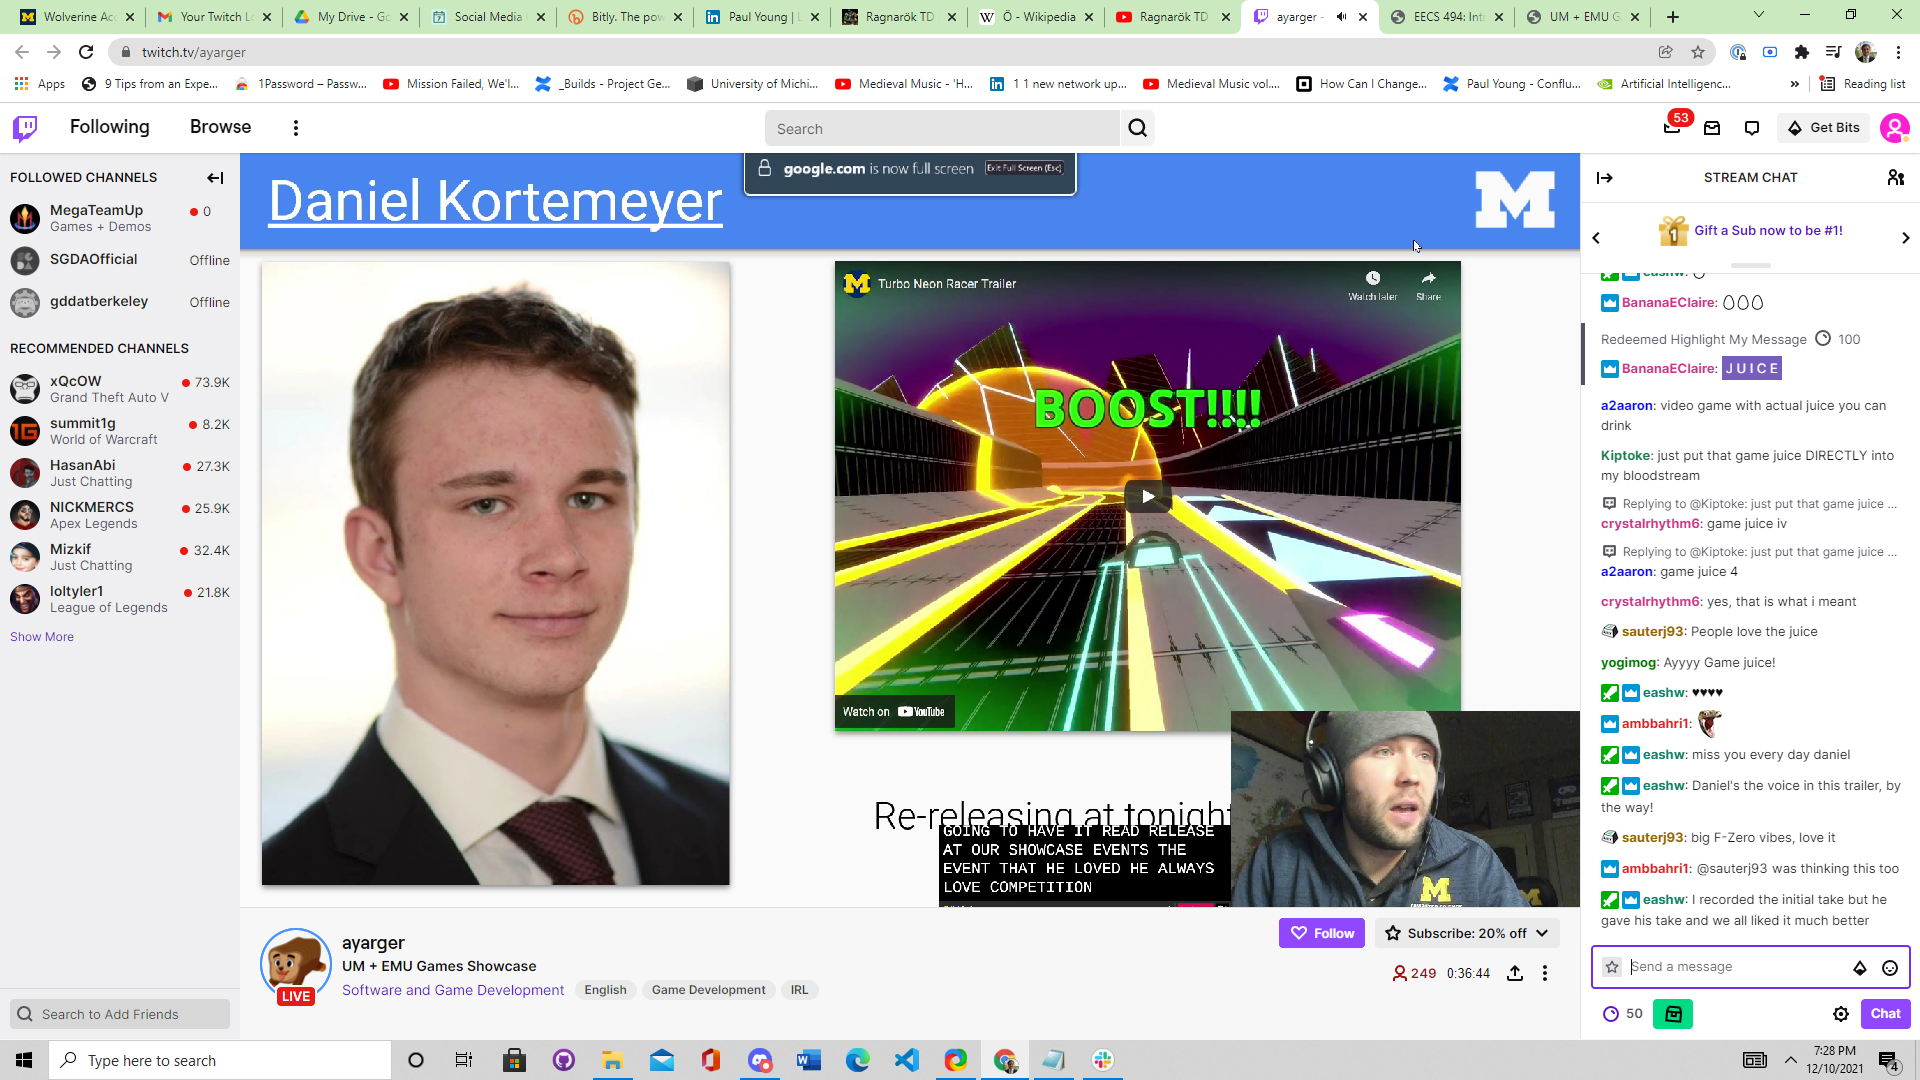 Wolverine Acc
Your Twitch L
My Drive - Go
Social Media
Bitly. The pow
Paul Young | L
Ragnarök TD
Ő - Wikipedia
Ragnarök TD
ayarger -
EECS 494: Int
UM + EMU G
twitch.tv/ayarger
Apps
9 Tips from an Expe...
1Password – Passw...
Mission Failed, We'l...
_Builds - Project Ge...
University of Michi...
Medieval Music - 'H...
1 1 new network up...
Medieval Music vol....
How Can I Change...
Paul Young - Conflu...
Artificial Intelligenc...
»
Reading list
Following
Browse
Search
53
Get Bits
FOLLOWED CHANNELS
MegaTeamUp
0
Games + Demos
SGDAOfficial
Offline
gddatberkeley
Offline
RECOMMENDED CHANNELS
xQcOW
73.9K
Grand Theft Auto V
summit1g
8.2K
World of Warcraft
HasanAbi
27.3K
Just Chatting
NICKMERCS
25.9K
Apex Legends
Mizkif
32.4K
Just Chatting
loltyler1
21.8K
League of Legends
Show More
Search to Add Friends
Daniel Kortemeyer
google.com is now full screen
Exit Full Screen (Esc)
M
Turbo Neon Racer Trailer
Watch later
Share
BOOST!!!!
Watch on YouTube
Re-releasing at tonight
GOING TO HAVE IT READ RELEASE
AT OUR SHOWCASE EVENTS THE
EVENT THAT HE LOVED HE ALWAYS
LOVE COMPETITION
LIVE
ayarger
UM + EMU Games Showcase
Software and Game Development
English
Game Development
IRL
Follow
Subscribe: 20% off
249
0:36:44
STREAM CHAT
1
Gift a Sub now to be #1!
eashw:
BananaEClaire:
Redeemed Highlight My Message 100
BananaEClaire: J U I C E
a2aaron: video game with actual juice you can
drink
Kiptoke: just put that game juice DIRECTLY into
my bloodstream
Replying to @Kiptoke: just put that game juice ...
crystalrhythm6: game juice iv
Replying to @Kiptoke: just put that game juice ...
a2aaron: game juice 4
crystalrhythm6: yes, that is what i meant
sauterj93: People love the juice
yogimog: Ayyyy Game juice!
eashw: ♥♥♥♥
ambbahri1:
eashw: miss you every day daniel
eashw: Daniel's the voice in this trailer, by
the way!
sauterj93: big F-Zero vibes, love it
ambbahri1: @sauterj93 was thinking this too
eashw: I recorded the initial take but he
gave his take and we all liked it much better
Send a message
50
Chat
Type here to search
7:28 PM
12/10/2021
4